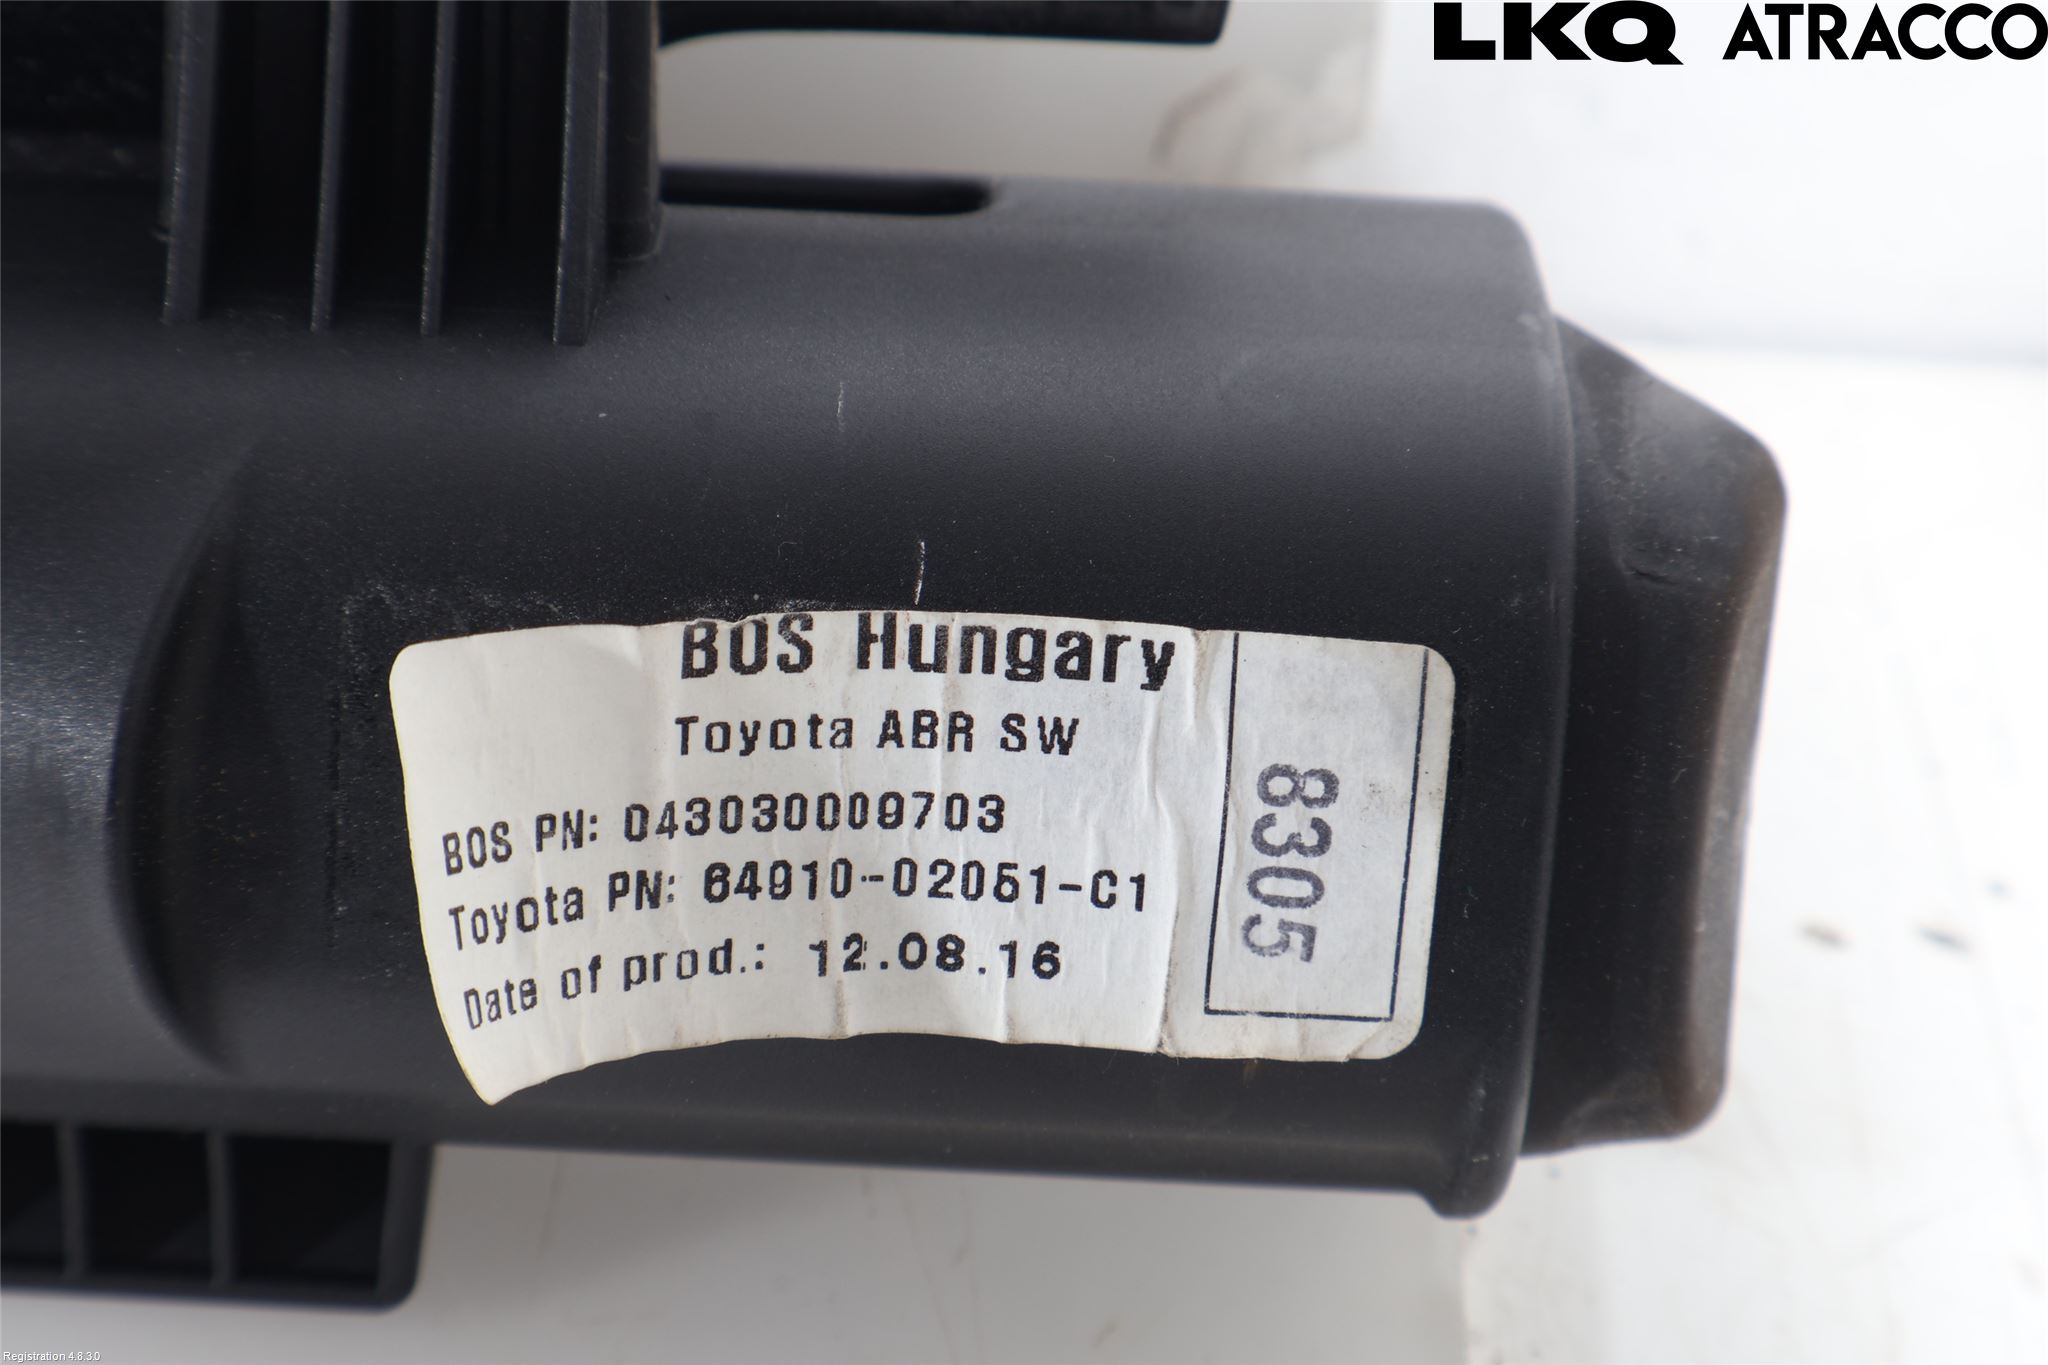 LKQ ATRACCO
BOS Hungary
Toyota ABR SW
BOS PN: 043030009703
Toyota PN: 64910-02051-C1
Date of prod.: 12.08.16
8305
Registration 4.8.3.0